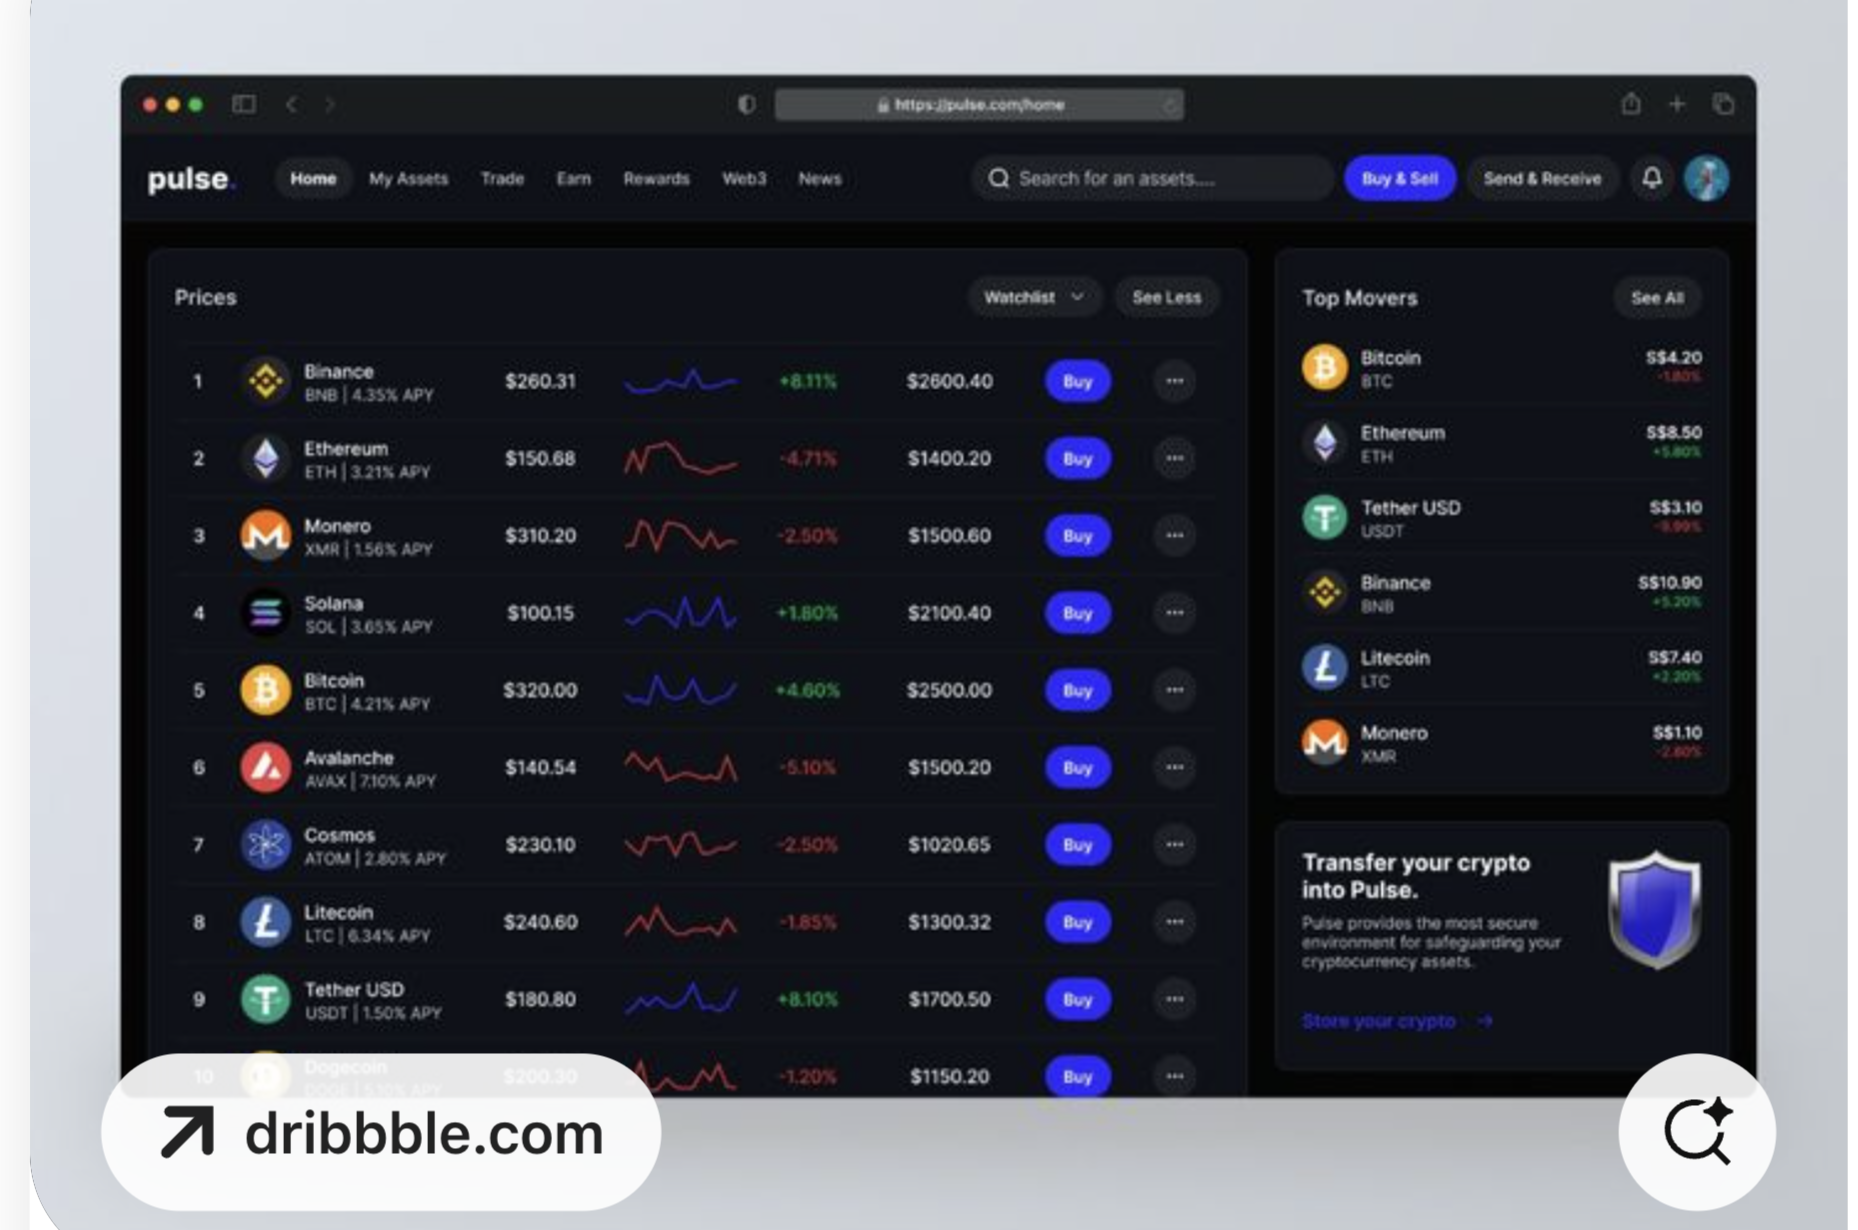 https://pulse.com/home
pulse.
Home My Assets Trade Earn Rewards Web3 News
Search for an assets....
Buy & Sell
Send & Receive
Prices
Watchlist
See Less
1 Binance $260.31 +8.11% $2600.40 Buy
BNB | 4.35% APY
2 Ethereum $150.68 -4.71% $1400.20 Buy
ETH | 3.21% APY
3 Monero $310.20 -2.50% $1500.60 Buy
XMR | 1.56% APY
4 Solana $100.15 +1.80% $2100.40 Buy
SOL | 3.65% APY
5 Bitcoin $320.00 +4.60% $2500.00 Buy
BTC | 4.21% APY
6 Avalanche $140.54 -5.10% $1500.20 Buy
AVAX | 7.10% APY
7 Cosmos $230.10 -2.50% $1020.65 Buy
ATOM | 2.80% APY
8 Litecoin $240.60 -1.85% $1300.32 Buy
LTC | 6.34% APY
9 Tether USD $180.80 +8.10% $1700.50 Buy
USDT | 1.50% APY
10 Dogecoin $200.30 -1.20% $1150.20 Buy
Top Movers
See All
Bitcoin S$4.20
BTC -1.80%
Ethereum S$8.50
ETH +5.80%
Tether USD S$3.10
USDT
Binance S$10.90
BNB +5.20%
Litecoin S$7.40
LTC +2.20%
Monero S$1.10
XMR -2.60%
Transfer your crypto
into Pulse.
Pulse provides the most secure
environment for safeguarding your
cryptocurrency assets.
Store your crypto
dribbble.com